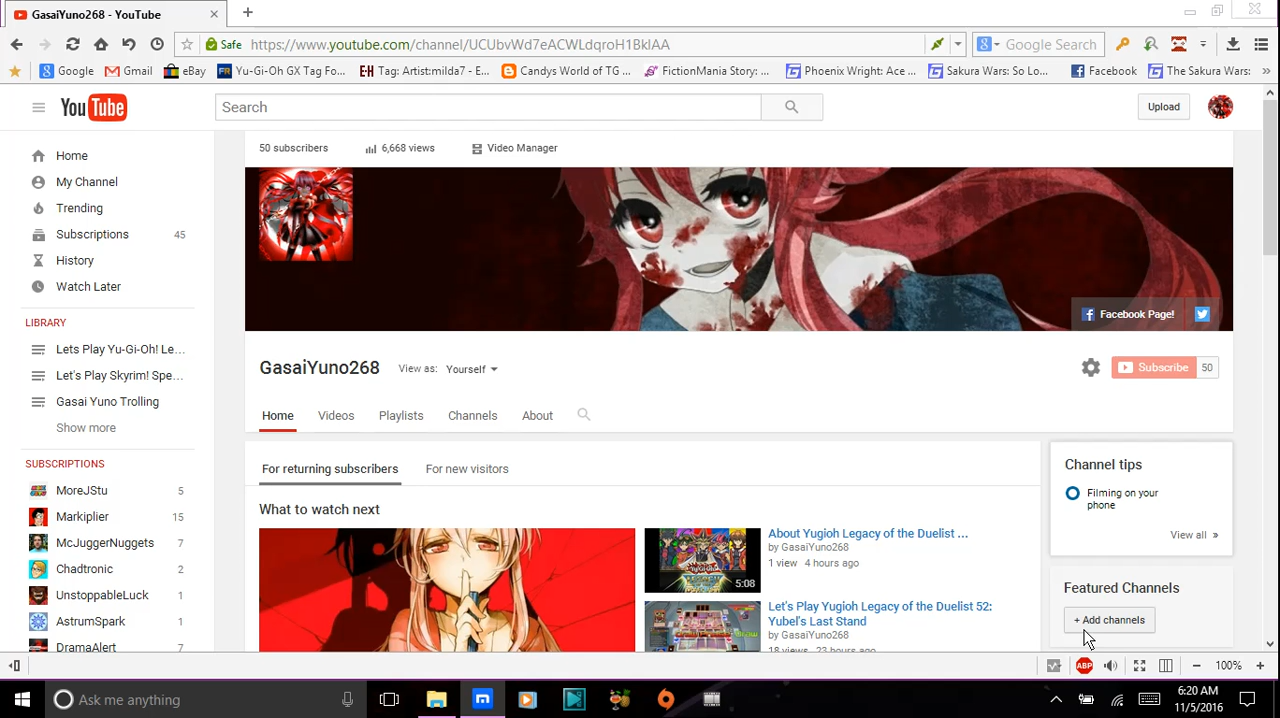 GasaiYuno268 - YouTube
Safe https://www.youtube.com/channel/UCUbvWd7eACWLdqroH1BkIAA
Google Search
Google Gmail eBay Yu-Gi-Oh GX Tag Fo... Tag: Artist:milda7 - E... Candys World of TG ... FictionMania: Story: ... Phoenix Wright: Ace ... Sakura Wars: So Lo... Facebook The Sakura Wars:
YouTube
Search
Upload
Home
My Channel
Trending
Subscriptions 45
History
Watch Later
LIBRARY
Lets Play Yu-Gi-Oh! Le...
Let's Play Skyrim! Spe...
Gasai Yuno Trolling
Show more
SUBSCRIPTIONS
MoreJStu 5
Markiplier 15
McJuggerNuggets 7
Chadtronic 2
UnstoppableLuck 1
AstrumSpark 1
DramaAlert 7
50 subscribers 6,668 views Video Manager
Facebook Page!
GasaiYuno268 View as: Yourself
Subscribe 50
Home Videos Playlists Channels About
For returning subscribers For new visitors
What to watch next
5:08
About Yugioh Legacy of the Duelist ...
by GasaiYuno268
1 view 4 hours ago
Let's Play Yugioh Legacy of the Duelist 52:
Yubel's Last Stand
by GasaiYuno268
18 views 23 hours ago
Channel tips
Filming on your
phone
View all »
Featured Channels
+ Add channels
ABP
100%
Ask me anything
6:20 AM
11/5/2016